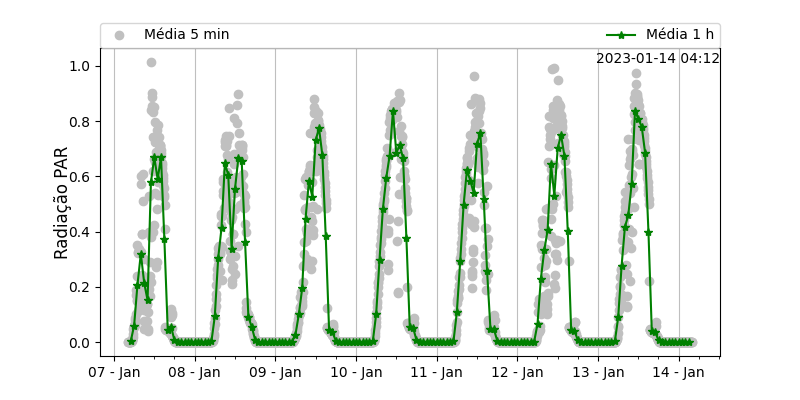 Média 5 min
Média 1 h
2023-01-14 04:12
Radiação PAR
1.0
0.8
0.6
0.4
0.2
0.0
07 - Jan
08 - Jan
09 - Jan
10 - Jan
11 - Jan
12 - Jan
13 - Jan
14 - Jan